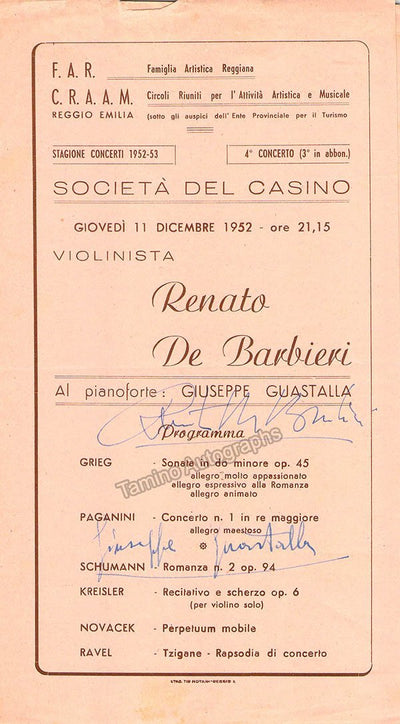 F. A. R. Famiglia Artistica Reggiana
C. R. A. A. M. Circoli Riuniti per l'Attività Artistica e Musicale
REGGIO EMILIA (sotto gli auspici dell'Ente Provinciale per il Turismo
STAGIONE CONCERTI 1952-53 4° CONCERTO (3° in abbon.)
SOCIETÀ DEL CASINO
GIOVEDÌ 11 DICEMBRE 1952 - ore 21,15
VIOLINISTA
Renato
De Barbieri
Al pianoforte: GIUSEPPE GUASTALLA
Programma
Tamino Autographs
GRIEG - Sonata in do minore op. 45
allegro molto appassionato
allegro espressivo alla Romanza
allegro animato
PAGANINI - Concerto n. 1 in re maggiore
allegro maestoso
Giuseppe Guastalla
SCHUMANN - Romanza n. 2 op. 94
KREISLER - Recitativo e scherzo op. 6
(per violino solo)
NOVACEK - Perpetuum mobile
RAVEL - Tzigane - Rapsodia di concerto